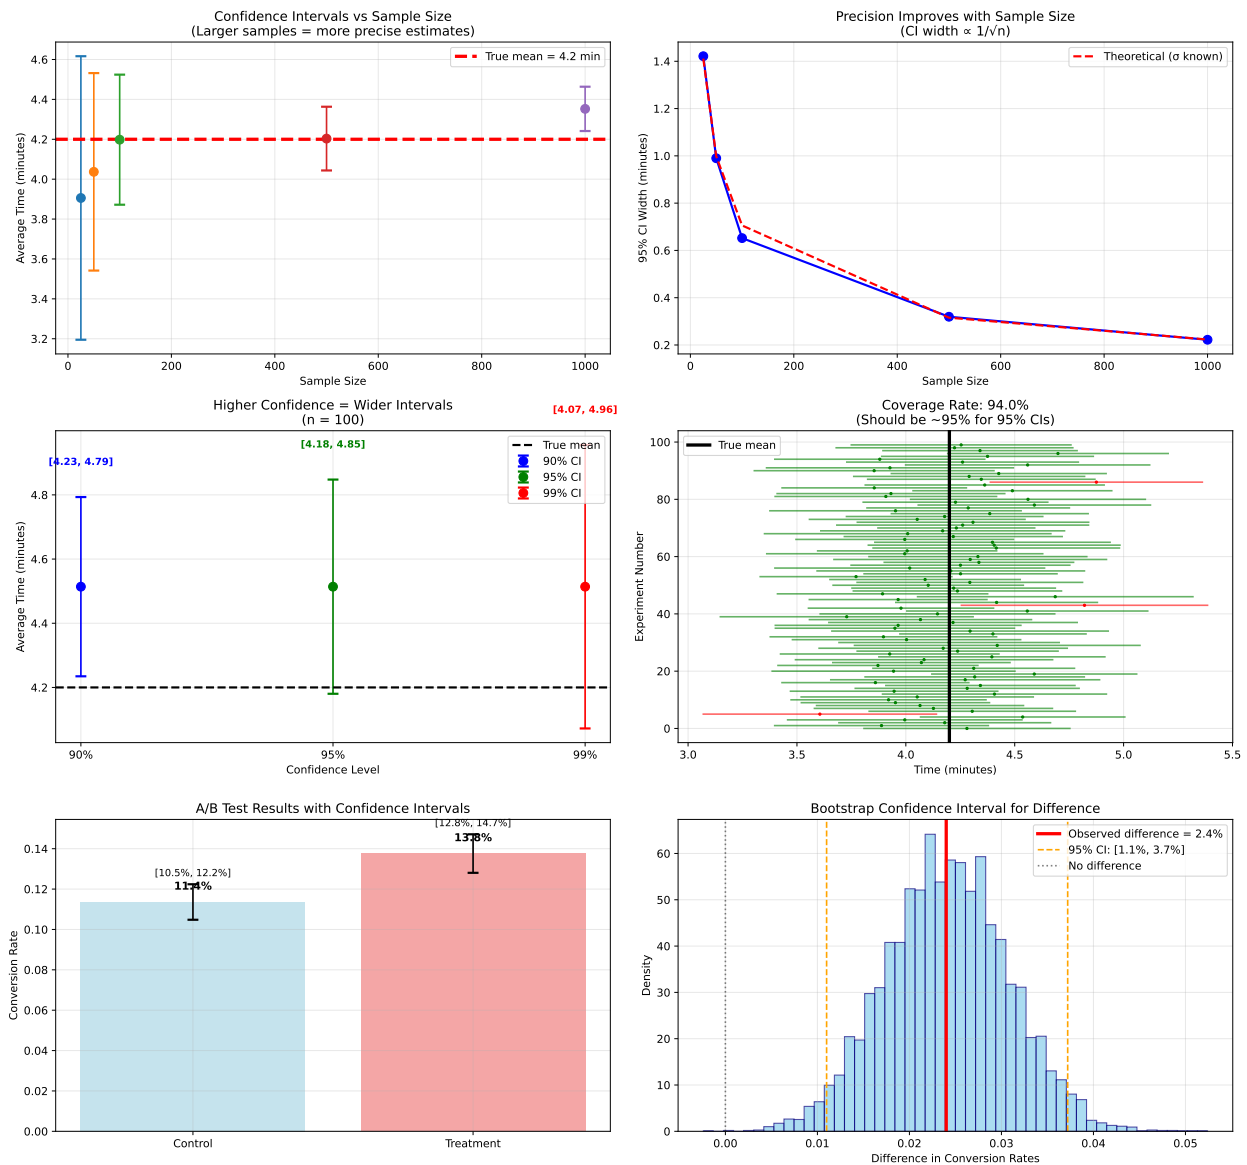 Confidence Intervals vs Sample Size
(Larger samples = more precise estimates)
True mean = 4.2 min
4.6
4.4
4.2
4.0
3.8
3.6
3.4
3.2
Average Time (minutes)
0
200
400
600
800
1000
Sample Size
Precision Improves with Sample Size
(CI width ∝ 1/√n)
Theoretical (σ known)
1.4
1.2
1.0
0.8
0.6
0.4
0.2
95% CI Width (minutes)
0
200
400
600
800
1000
Sample Size
Higher Confidence = Wider Intervals
(n = 100)
[4.23, 4.79]
[4.18, 4.85]
[4.07, 4.96]
True mean
90% CI
95% CI
99% CI
4.8
4.6
4.4
4.2
Average Time (minutes)
90%
95%
99%
Confidence Level
Coverage Rate: 94.0%
(Should be ~95% for 95% CIs)
True mean
100
80
60
40
20
0
Experiment Number
3.0
3.5
4.0
4.5
5.0
5.5
Time (minutes)
A/B Test Results with Confidence Intervals
[10.5%, 12.2%]
11.4%
[12.8%, 14.7%]
13.8%
0.14
0.12
0.10
0.08
0.06
0.04
0.02
0.00
Conversion Rate
Control
Treatment
Bootstrap Confidence Interval for Difference
Observed difference = 2.4%
95% CI: [1.1%, 3.7%]
No difference
60
50
40
30
20
10
0
Density
0.00
0.01
0.02
0.03
0.04
0.05
Difference in Conversion Rates